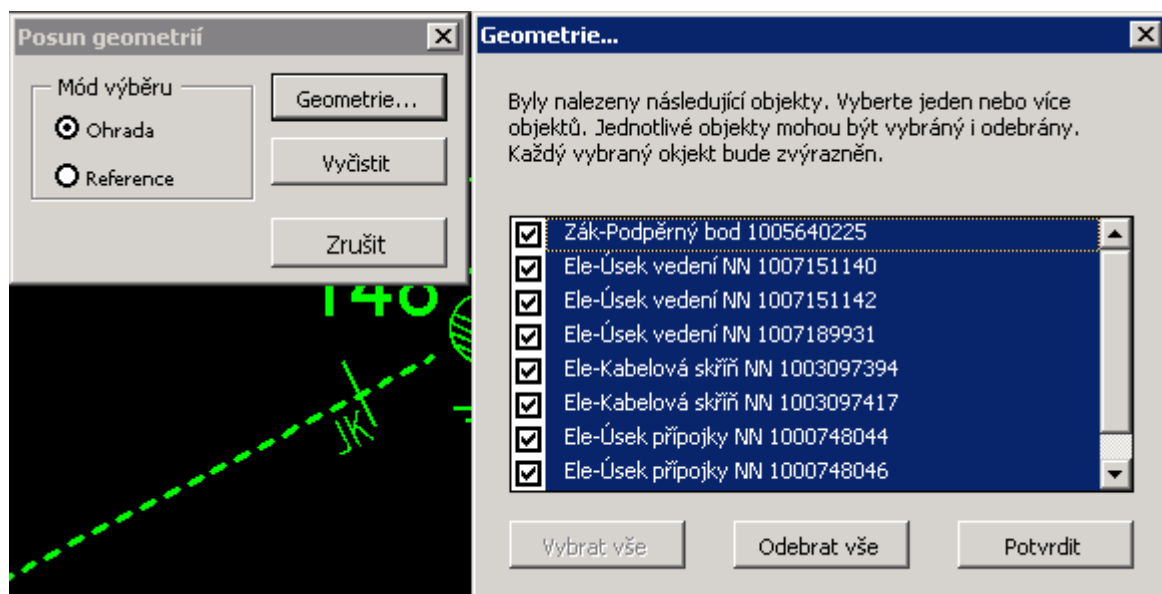 Posun geometrií
Mód výběru
Ohrada
Reference
Geometrie...
Vyčistit
Zrušit
148
JK
Geometrie...
Byly nalezeny následující objekty. Vyberte jeden nebo více
objektů. Jednotlivé objekty mohou být vybráný i odebrány.
Každý vybraný okjekt bude zvýrazněn.
Zák-Podpěrný bod 1005640225
Ele-Úsek vedení NN 1007151140
Ele-Úsek vedení NN 1007151142
Ele-Úsek vedení NN 1007189931
Ele-Kabelová skříň NN 1003097394
Ele-Kabelová skříň NN 1003097417
Ele-Úsek přípojky NN 1000748044
Ele-Úsek přípojky NN 1000748046
Vybrat vše
Odebrat vše
Potvrdit